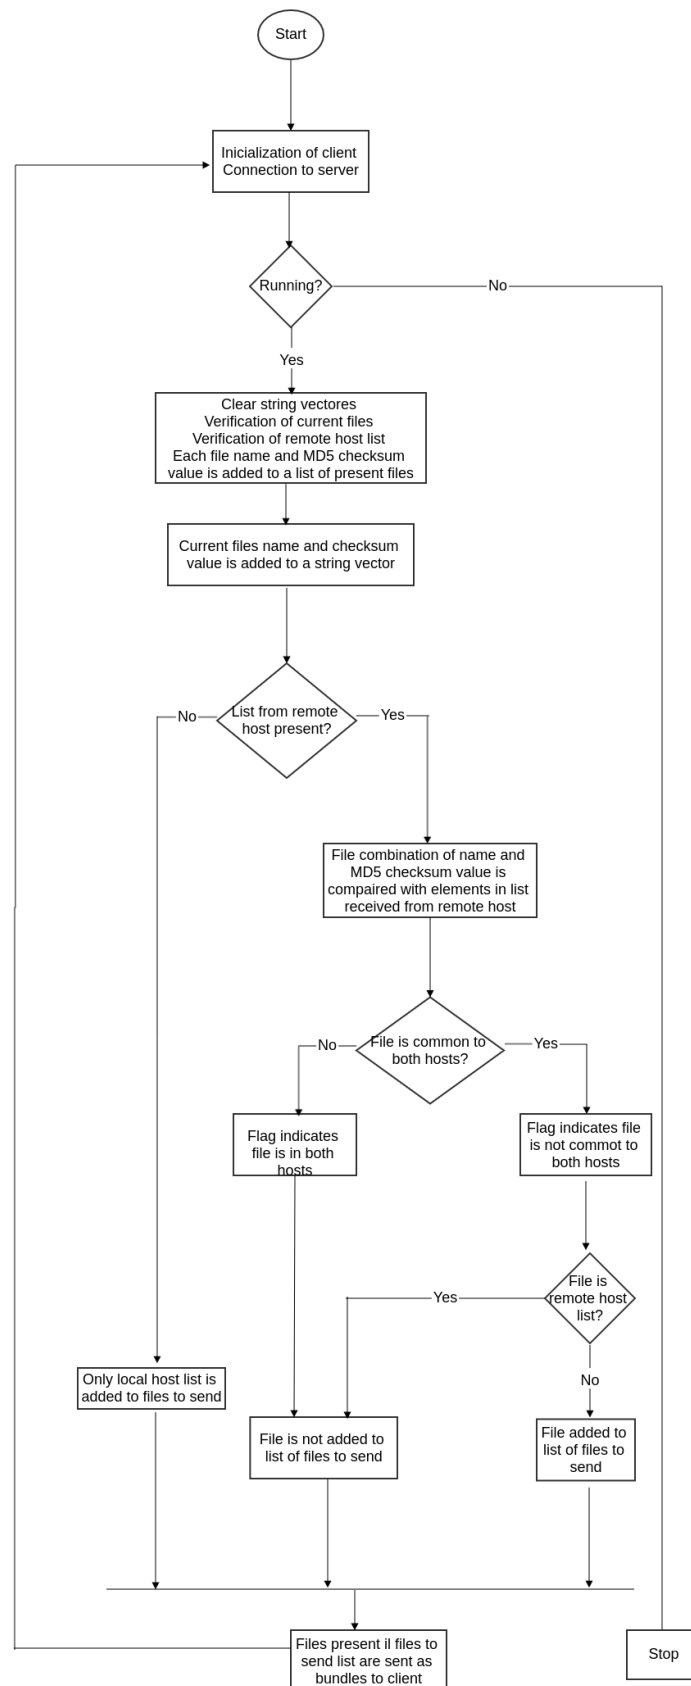 Start
Inicialization of client
Connection to server
Running?
No
Yes
Clear string vectores
Verification of current files
Verification of remote host list
Each file name and MD5 checksum
value is added to a list of present files
Current files name and checksum
value is added to a string vector
List from remote
host present?
No
Yes
File combination of name and
MD5 checksum value is
compaired with elements in list
received from remote host
File is common to
both hosts?
No
Yes
Flag indicates
file is in both
hosts
Flag indicates file
is not commot to
both hosts
File is
remote host
list?
Yes
No
Only local host list is
added to files to send
File is not added to
list of files to send
File added to
list of files to
send
Files present il files to
send list are sent as
bundles to client
Stop